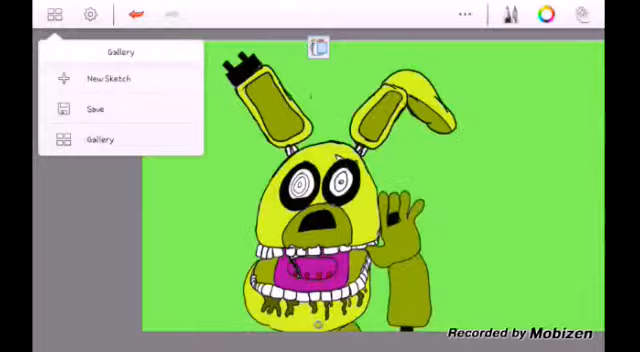 Gallery
New Sketch
Save
Gallery
Recorded by Mobizen